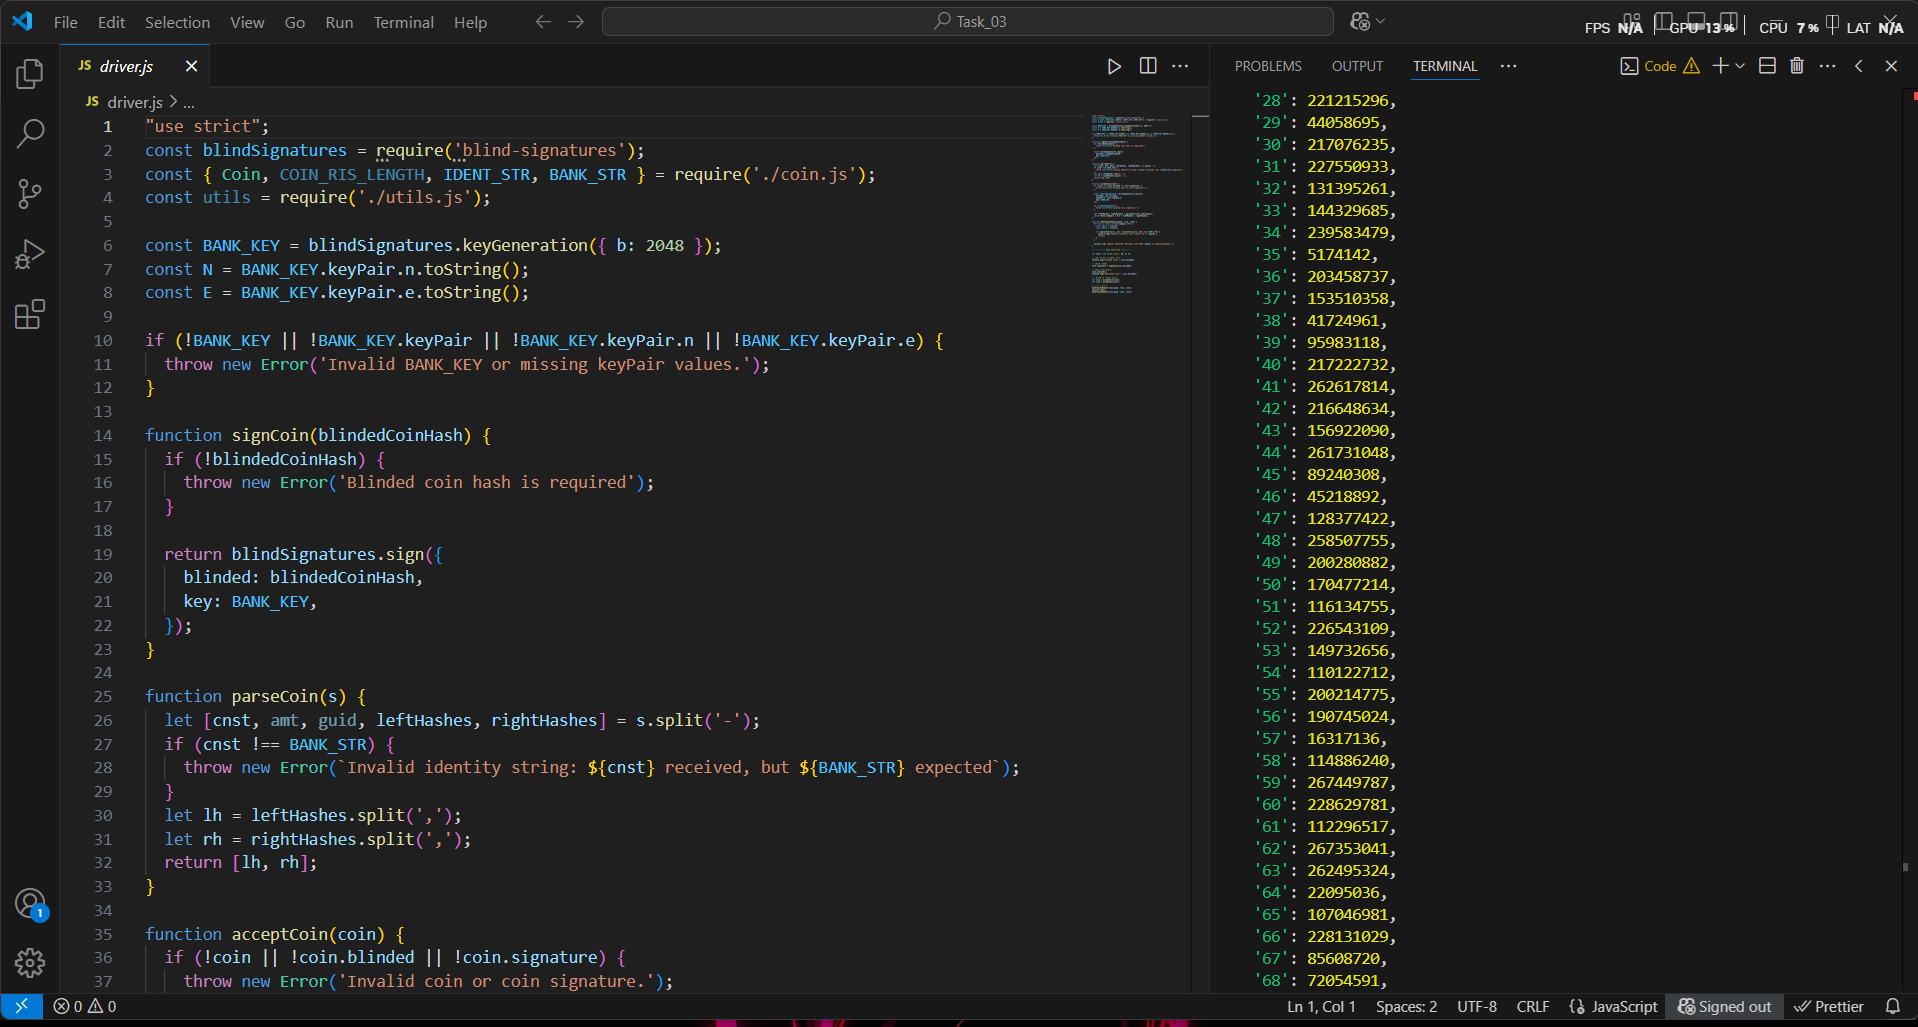 File Edit Selection View Go Run Terminal Help
Task_03
FPS N/A GPU 13 % CPU 7 % LAT N/A
JS driver.js
JS driver.js > ...
1 "use strict";
2 const blindSignatures = require('blind-signatures');
3 const { Coin, COIN_RIS_LENGTH, IDENT_STR, BANK_STR } = require('./coin.js');
4 const utils = require('./utils.js');
5
6 const BANK_KEY = blindSignatures.keyGeneration({ b: 2048 });
7 const N = BANK_KEY.keyPair.n.toString();
8 const E = BANK_KEY.keyPair.e.toString();
9
10 if (!BANK_KEY || !BANK_KEY.keyPair || !BANK_KEY.keyPair.n || !BANK_KEY.keyPair.e) {
11 throw new Error('Invalid BANK_KEY or missing keyPair values.');
12 }
13
14 function signCoin(blindedCoinHash) {
15 if (!blindedCoinHash) {
16 throw new Error('Blinded coin hash is required');
17 }
18
19 return blindSignatures.sign({
20 blinded: blindedCoinHash,
21 key: BANK_KEY,
22 });
23 }
24
25 function parseCoin(s) {
26 let [cnst, amt, guid, leftHashes, rightHashes] = s.split('-');
27 if (cnst !== BANK_STR) {
28 throw new Error(`Invalid identity string: ${cnst} received, but ${BANK_STR} expected`);
29 }
30 let lh = leftHashes.split(',');
31 let rh = rightHashes.split(',');
32 return [lh, rh];
33 }
34
35 function acceptCoin(coin) {
36 if (!coin || !coin.blinded || !coin.signature) {
37 throw new Error('Invalid coin or coin signature.');
PROBLEMS OUTPUT TERMINAL ... Code
'28': 221215296,
'29': 44058695,
'30': 217076235,
'31': 227550933,
'32': 131395261,
'33': 144329685,
'34': 239583479,
'35': 5174142,
'36': 203458737,
'37': 153510358,
'38': 41724961,
'39': 95983118,
'40': 217222732,
'41': 262617814,
'42': 216648634,
'43': 156922090,
'44': 261731048,
'45': 89240308,
'46': 45218892,
'47': 128377422,
'48': 258507755,
'49': 200280882,
'50': 170477214,
'51': 116134755,
'52': 226543109,
'53': 149732656,
'54': 110122712,
'55': 200214775,
'56': 190745024,
'57': 16317136,
'58': 114886240,
'59': 267449787,
'60': 228629781,
'61': 112296517,
'62': 267353041,
'63': 262495324,
'64': 22095036,
'65': 107046981,
'66': 228131029,
'67': 85608720,
'68': 72054591,
1
0 0 Ln 1, Col 1 Spaces: 2 UTF-8 CRLF {} JavaScript Signed out Prettier